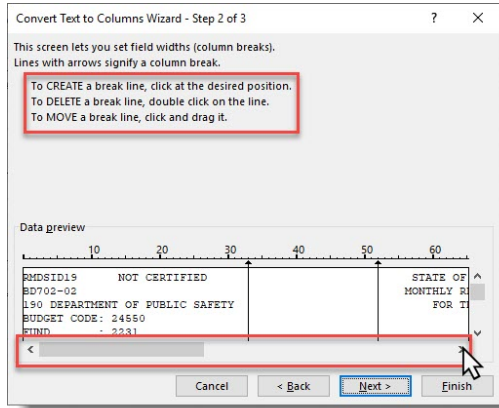 Convert Text to Columns Wizard - Step 2 of 3 ? ×
This screen lets you set field widths (column breaks).
Lines with arrows signify a column break.
To CREATE a break line, click at the desired position.
To DELETE a break line, double click on the line.
To MOVE a break line, click and drag it.
Data preview
10 20 30 40 50 60
RMDSID19 NOT CERTIFIED STATE OF
BD702-02 MONTHLY
190 DEPARTMENT OF PUBLIC SAFETY FOR
BUDGET CODE: 24550
FUND : 2231
Cancel < Back Next > Finish